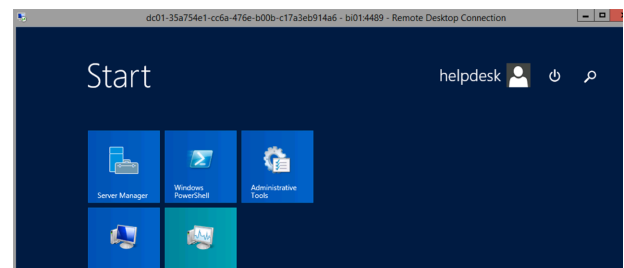 dc01-35a754e1-cc6a-476e-b00b-c17a3eb914a6 - bi01:4489 - Remote Desktop Connection
Start
helpdesk
Server Manager
Windows
PowerShell
Administrative
Tools